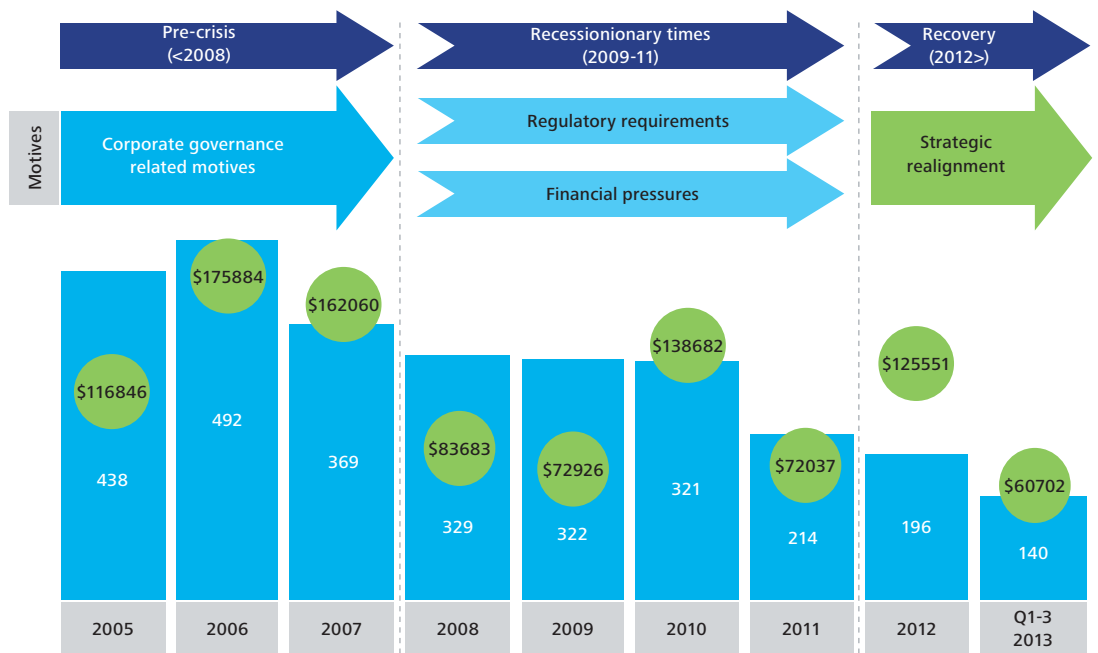 Pre-crisis
(<2008)
Recessionionary times
(2009-11)
Recovery
(2012>)
Motives
Corporate governance
related motives
Regulatory requirements
Financial pressures
Strategic
realignment
$116846
438
$175884
492
$162060
369
$83683
329
$72926
322
$138682
321
$72037
214
$125551
196
$60702
140
2005
2006
2007
2008
2009
2010
2011
2012
Q1-3
2013